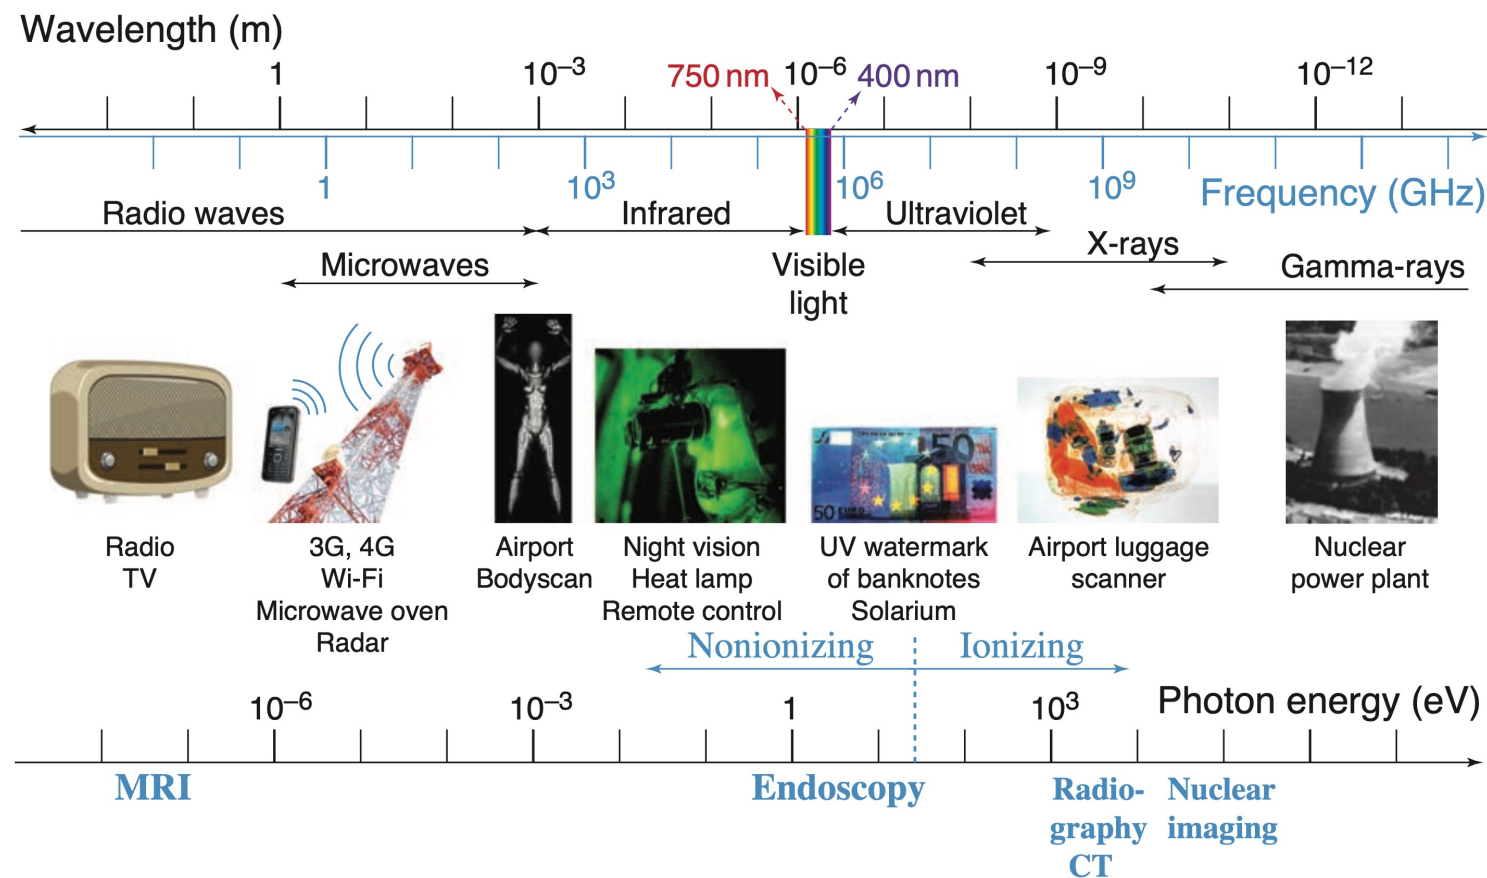 Wavelength (m)
1
10–3
750 nm
10–6
400 nm
10–9
10–12
1
103
106
109
Frequency (GHz)
Radio waves
Infrared
Ultraviolet
X-rays
Microwaves
Visible
light
Gamma-rays
50
50 EURO
Radio
TV
3G, 4G
Wi-Fi
Microwave oven
Radar
Airport
Bodyscan
Night vision
Heat lamp
Remote control
UV watermark
of banknotes
Solarium
Airport luggage
scanner
Nuclear
power plant
Nonionizing
Ionizing
10–6
10–3
1
103
Photon energy (eV)
MRI
Endoscopy
Radio-
graphy
CT
Nuclear
imaging